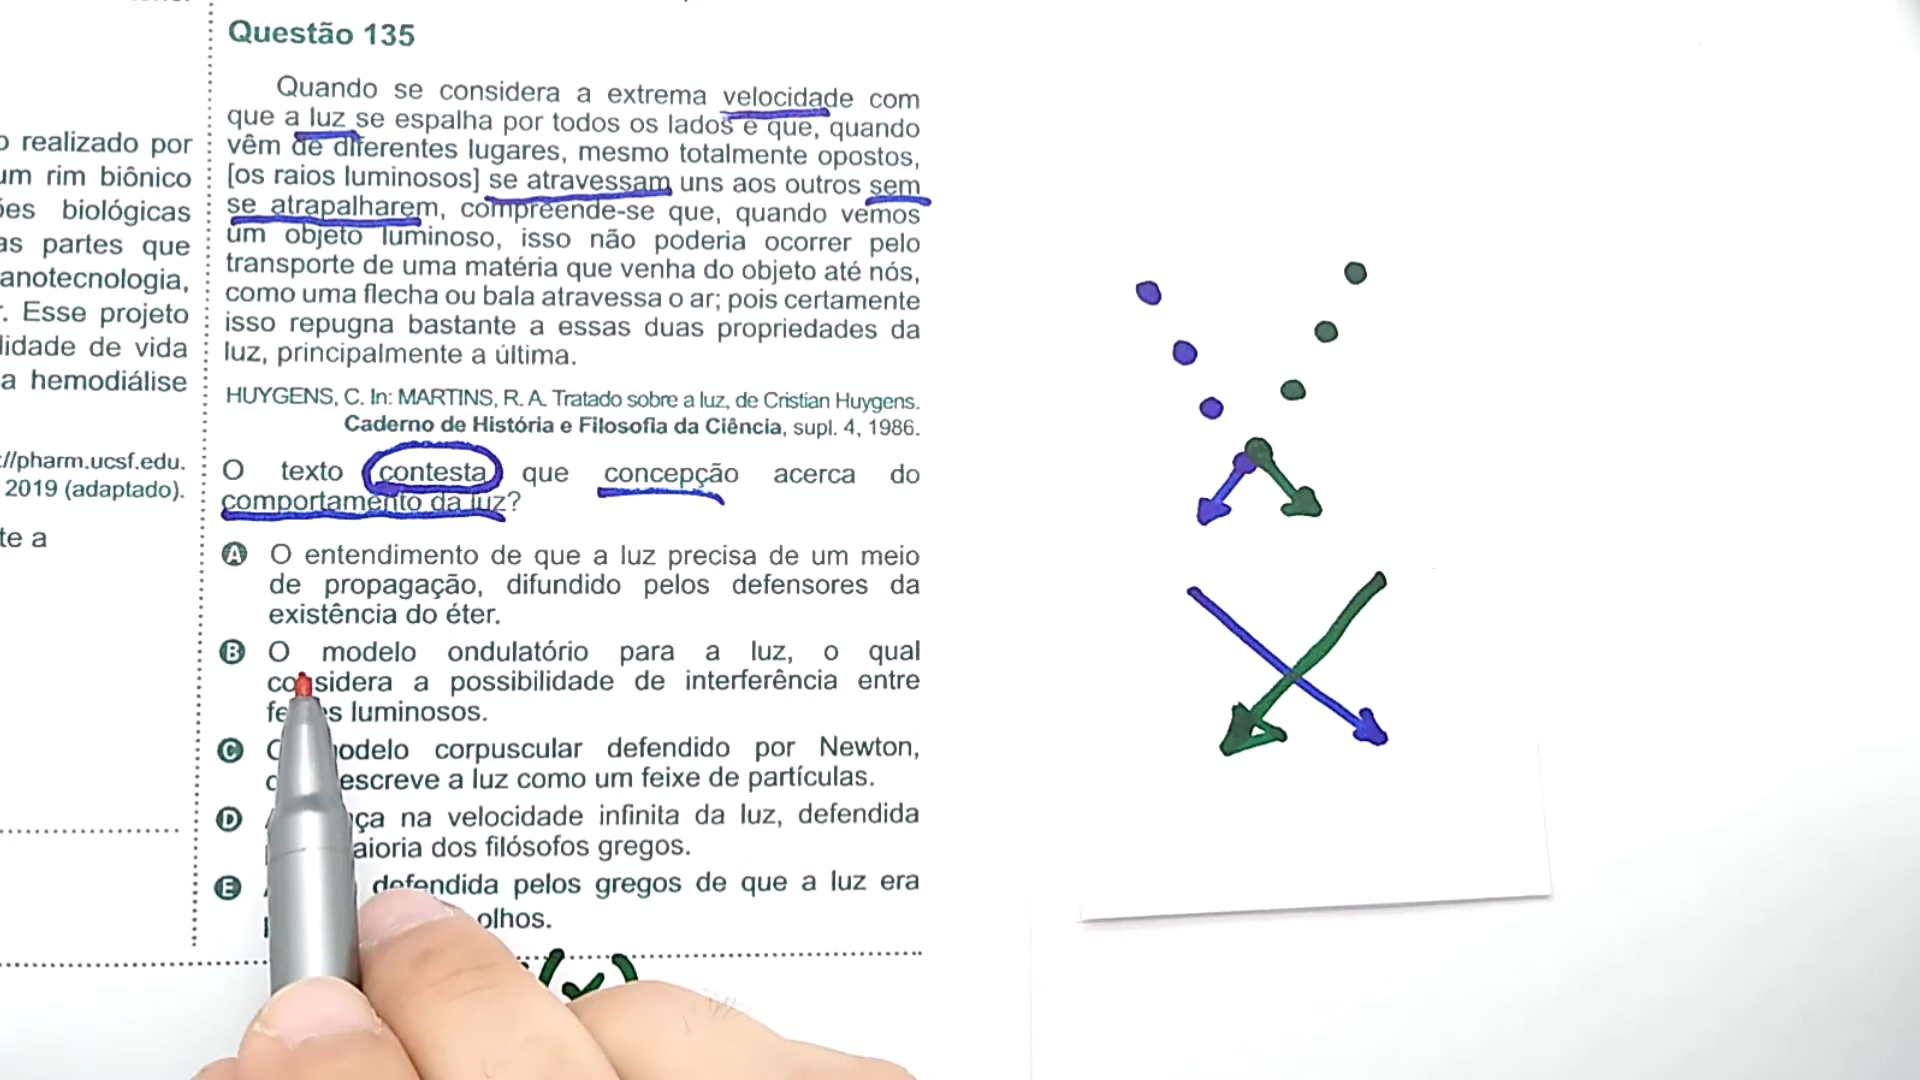 Questão 135
Quando se considera a extrema velocidade com
que a luz se espalha por todos os lados e que, quando
vêm de diferentes lugares, mesmo totalmente opostos,
[os raios luminosos] se atravessam uns aos outros sem
se atrapalharem, compreende-se que, quando vemos
um objeto luminoso, isso não poderia ocorrer pelo
transporte de uma matéria que venha do objeto até nós,
como uma flecha ou bala atravessa o ar; pois certamente
isso repugna bastante a essas duas propriedades da
luz, principalmente a última.
HUYGENS, C. In: MARTINS, R. A. Tratado sobre a luz, de Cristian Huygens.
Caderno de História e Filosofia da Ciência, supl. 4, 1986.
O texto contesta que concepção acerca do
comportamento da luz?
A O entendimento de que a luz precisa de um meio
de propagação, difundido pelos defensores da
existência do éter.
B O modelo ondulatório para a luz, o qual
considera a possibilidade de interferência entre
luminosos.
C modelo corpuscular defendido por Newton,
descreve a luz como um feixe de partículas.
D na velocidade infinita da luz, defendida
maioria dos filósofos gregos.
E defendida pelos gregos de que a luz era
olhos.
realizado por
um rim biônico
biológicas
as partes que
anotecnologia,
. Esse projeto
lidade de vida
a hemodiálise
://pharm.ucsf.edu.
2019 (adaptado).
te a